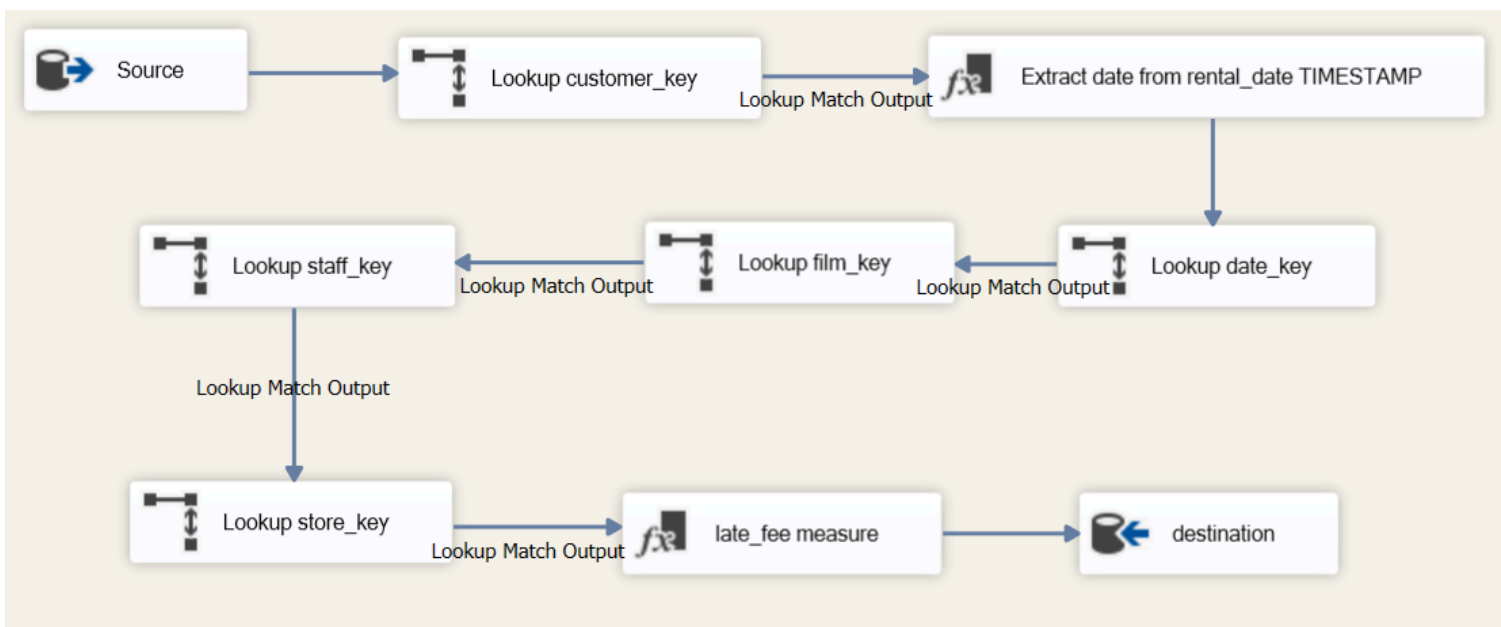 Source
Lookup customer_key
Lookup Match Output
Extract date from rental_date TIMESTAMP
Lookup date_key
Lookup Match Output
Lookup film_key
Lookup Match Output
Lookup staff_key
Lookup Match Output
Lookup store_key
Lookup Match Output
late_fee measure
destination